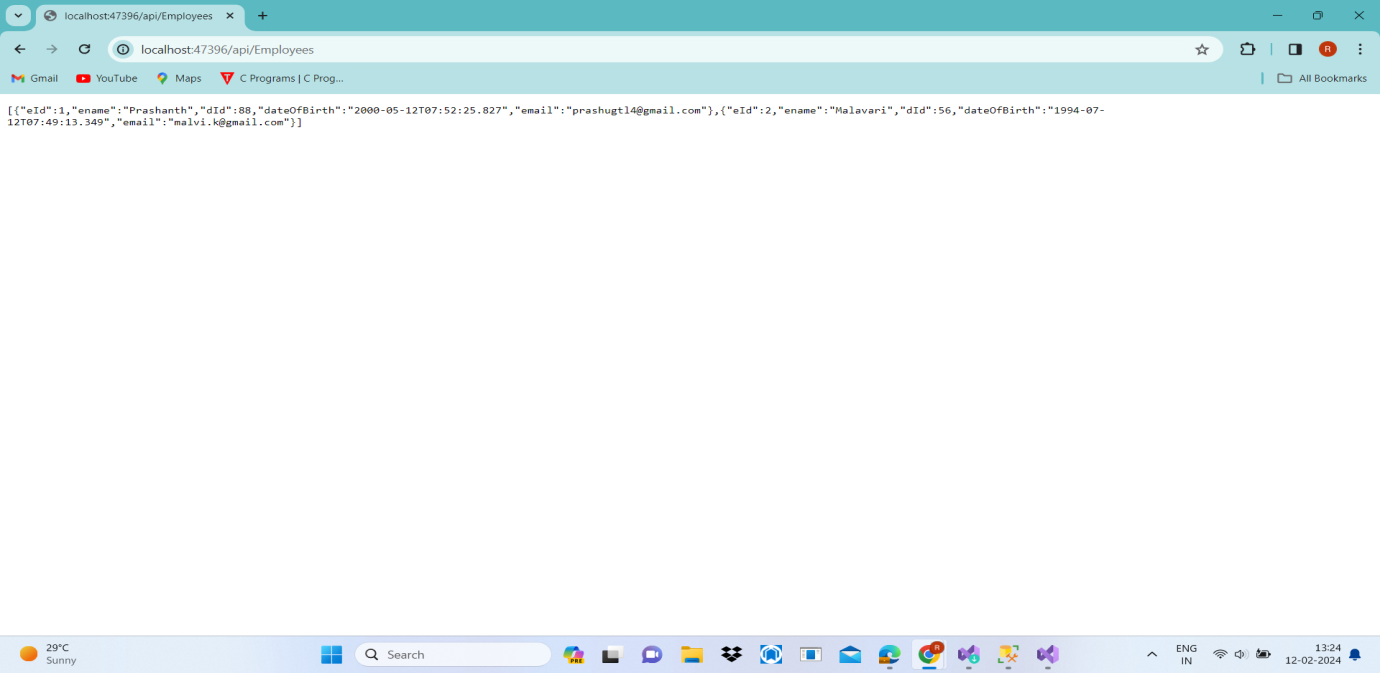 localhost:47396/api/Employees
localhost:47396/api/Employees
R
Gmail YouTube Maps C Programs | C Prog... All Bookmarks
[{"eId":1,"ename":"Prashanth","dId":88,"dateOfBirth":"2000-05-12T07:52:25.827","email":"prashugtl4@gmail.com"},{"eId":2,"ename":"Malavari","dId":56,"dateOfBirth":"1994-07-
12T07:49:13.349","email":"malvi.k@gmail.com"}]
29°C
Sunny
Search
PRE
R
ENG
IN
13:24
12-02-2024